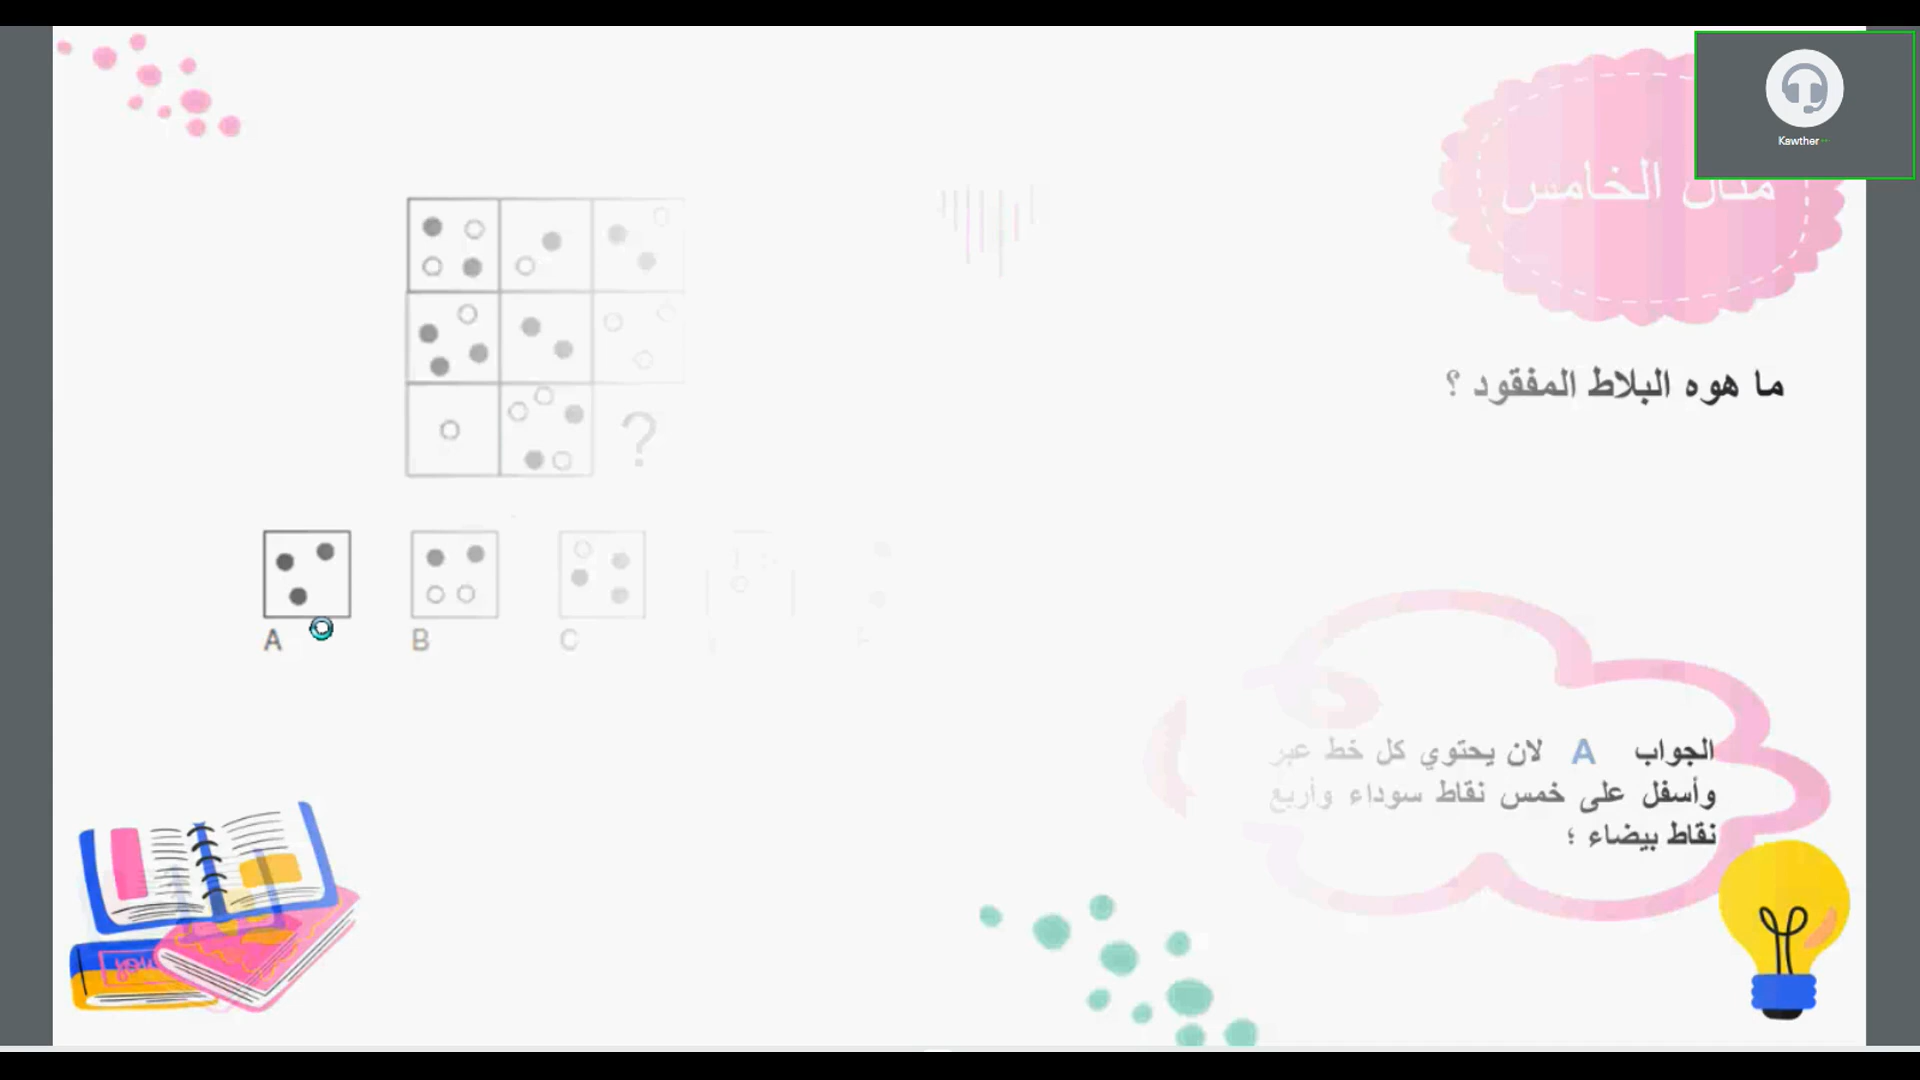 Kawther
مثال الخامس
ما هوه البلاط المفقود ؟
?
A
B
C
الجواب A لان يحتوي كل خط عبر
وأسفل على خمس نقاط سوداء وأربع
نقاط بيضاء ؛